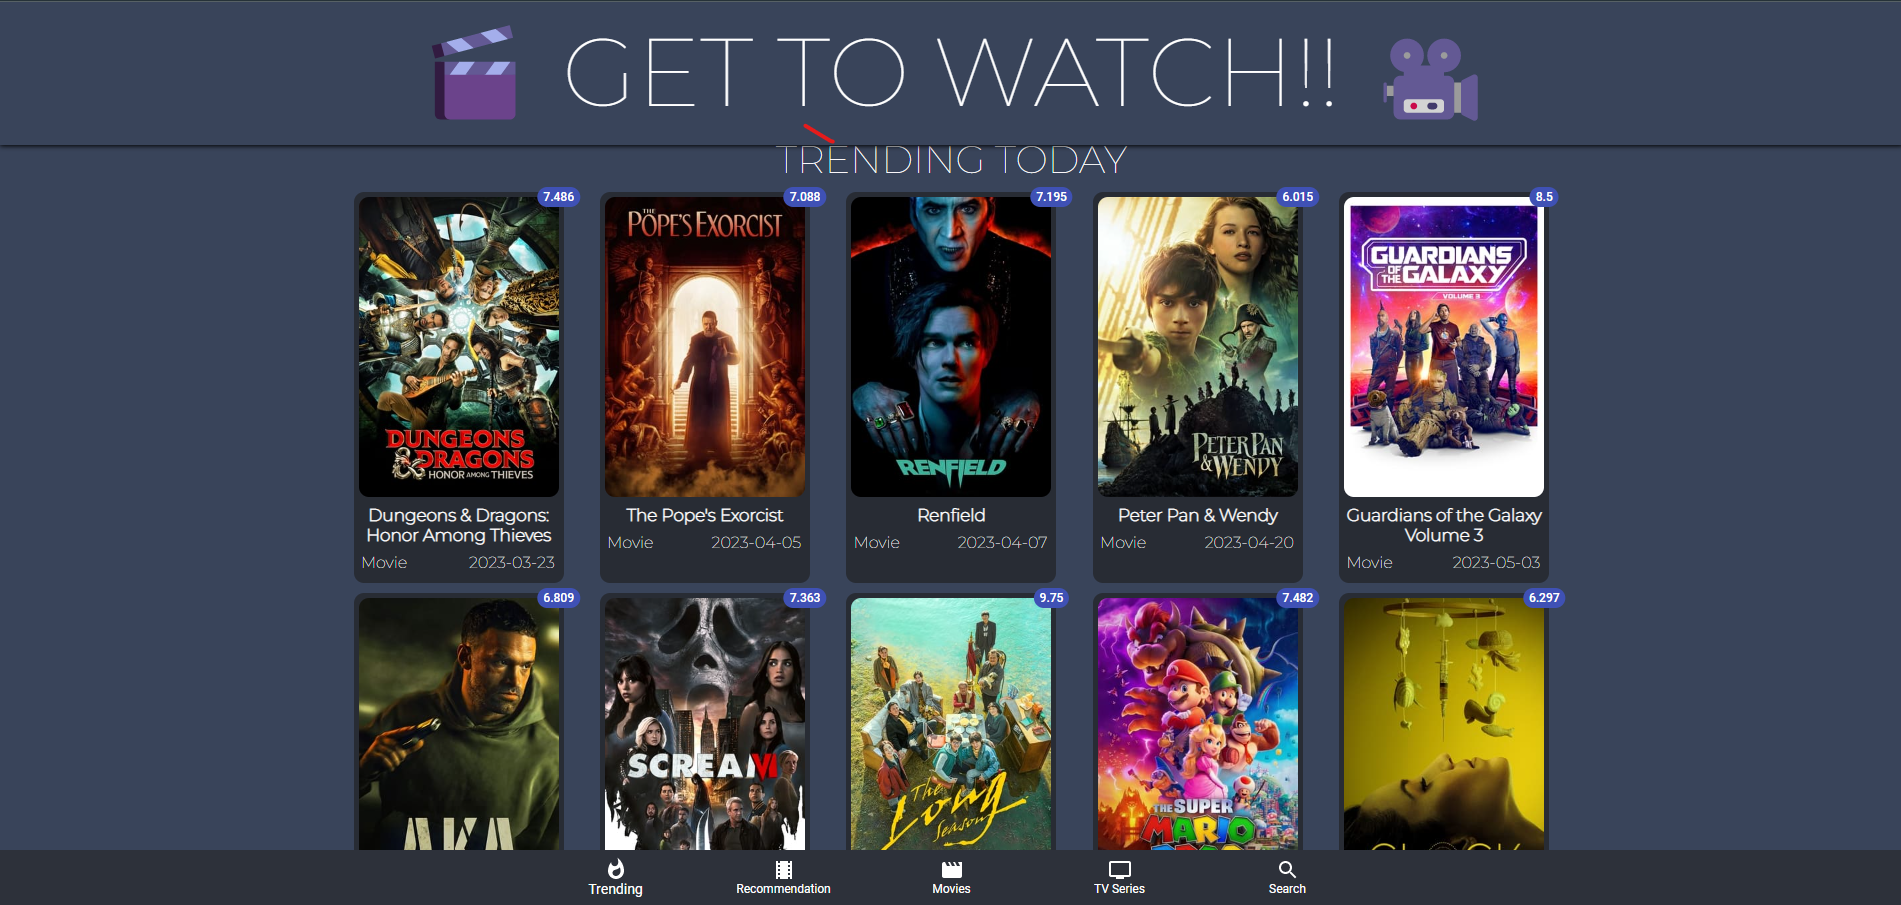 GET TO WATCH!!
TRENDING TODAY
7.486
7.088
7.195
6.015
8.5
DUNGEONS
& DRAGONS
HONOR AMONG THIEVES
THE
POPE'S EXORCIST
RENFIELD
PETER PAN
& WENDY
GUARDIANS
OF THE GALAXY
VOLUME 3
Dungeons & Dragons:
Honor Among Thieves
Movie 2023-03-23
The Pope's Exorcist
Movie 2023-04-05
Renfield
Movie 2023-04-07
Peter Pan & Wendy
Movie 2023-04-20
Guardians of the Galaxy
Volume 3
Movie 2023-05-03
6.809
7.363
9.75
7.482
6.297
AKA
SCREAM VI
The
Long
Season
THE SUPER
MARIO
BROS
CLOCK
Trending
Recommendation
Movies
TV Series
Search